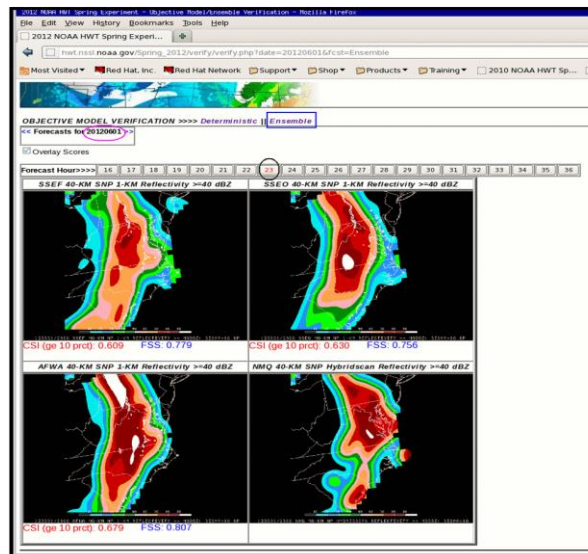 2012 NOAA HWT Spring Experiment - Objective Model/Ensemble Verification - Mozilla Firefox
File Edit View History Bookmarks Tools Help
2012 NOAA HWT Spring Experi...
hwt.nssl.noaa.gov/Spring_2012/verify/verify.php?date=20120601&fcst=Ensemble
Most Visited Red Hat, Inc. Red Hat Network Support Shop Products Training 2010 NOAA HWT Sp...
OBJECTIVE MODEL VERIFICATION >>>> Deterministic || Ensemble
<< Forecasts for 20120601 >>
Overlay Scores
Forecast Hour>>>> 16 17 18 19 20 21 22 23 24 25 26 27 28 29 30 31 32 33 34 35 36
SSEF 40-KM SNP 1-KM Reflectivity >=40 dBZ SSEO 40-KM SNP 1-KM Reflectivity >=40 dBZ
CSI (ge 10 prct): 0.609 FSS: 0.779 CSI (ge 10 prct): 0.630 FSS: 0.756
AFWA 40-KM SNP 1-KM Reflectivity >=40 dBZ NMQ 40-KM SNP Hybridscan Reflectivity >=40 dBZ
CSI (ge 10 prct): 0.679 FSS: 0.807